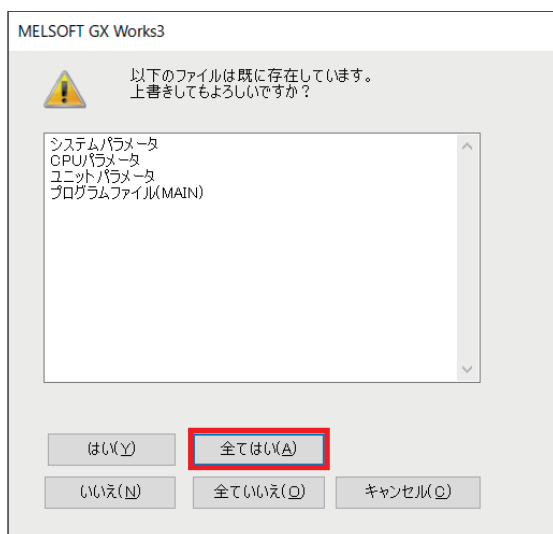 MELSOFT GX Works3
以下のファイルは既に存在しています。
上書きしてもよろしいですか？
システムパラメータ
CPUパラメータ
ユニットパラメータ
プログラムファイル(MAIN)
はい(Y)
全てはい(A)
いいえ(N)
全ていいえ(O)
キャンセル(C)